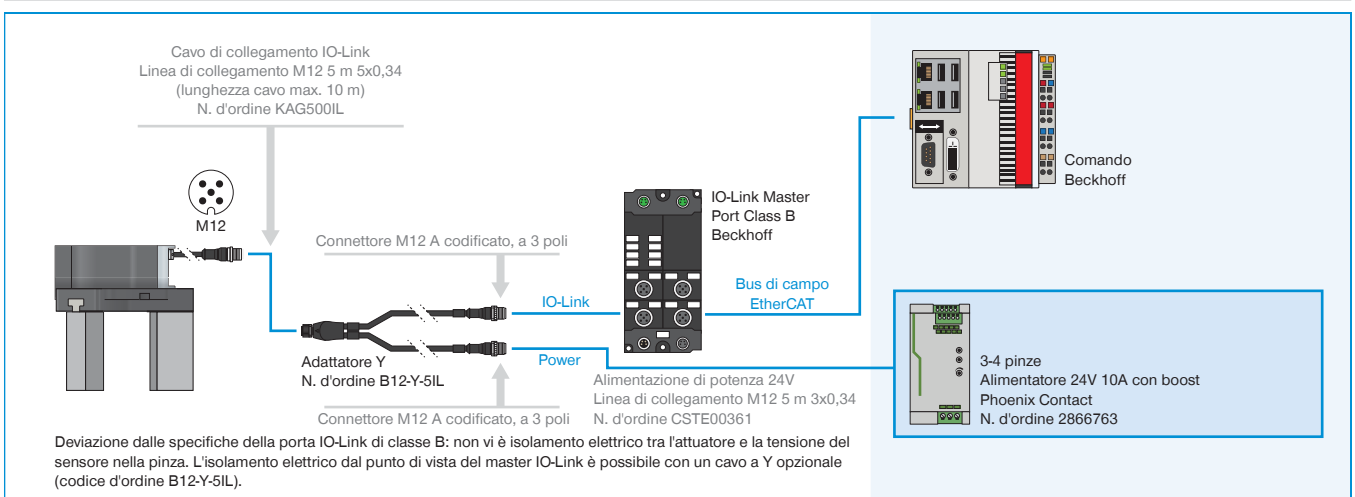 Cavo di collegamento IO-Link
Linea di collegamento M12 5 m 5x0,34
(lunghezza cavo max. 10 m)
N. d'ordine KAG500IL
M12
Connettore M12 A codificato, a 3 poli
IO-Link Master
Port Class B
Beckhoff
Comando
Beckhoff
IO-Link
Bus di campo
EtherCAT
Adattatore Y
N. d'ordine B12-Y-5IL
Power
Connettore M12 A codificato, a 3 poli
Alimentazione di potenza 24V
Linea di collegamento M12 5 m 3x0,34
N. d'ordine CSTE00361
3-4 pinze
Alimentatore 24V 10A con boost
Phoenix Contact
N. d'ordine 2866763
Deviazione dalle specifiche della porta IO-Link di classe B: non vi è isolamento elettrico tra l'attuatore e la tensione del
sensore nella pinza. L'isolamento elettrico dal punto di vista del master IO-Link è possibile con un cavo a Y opzionale
(codice d'ordine B12-Y-5IL).